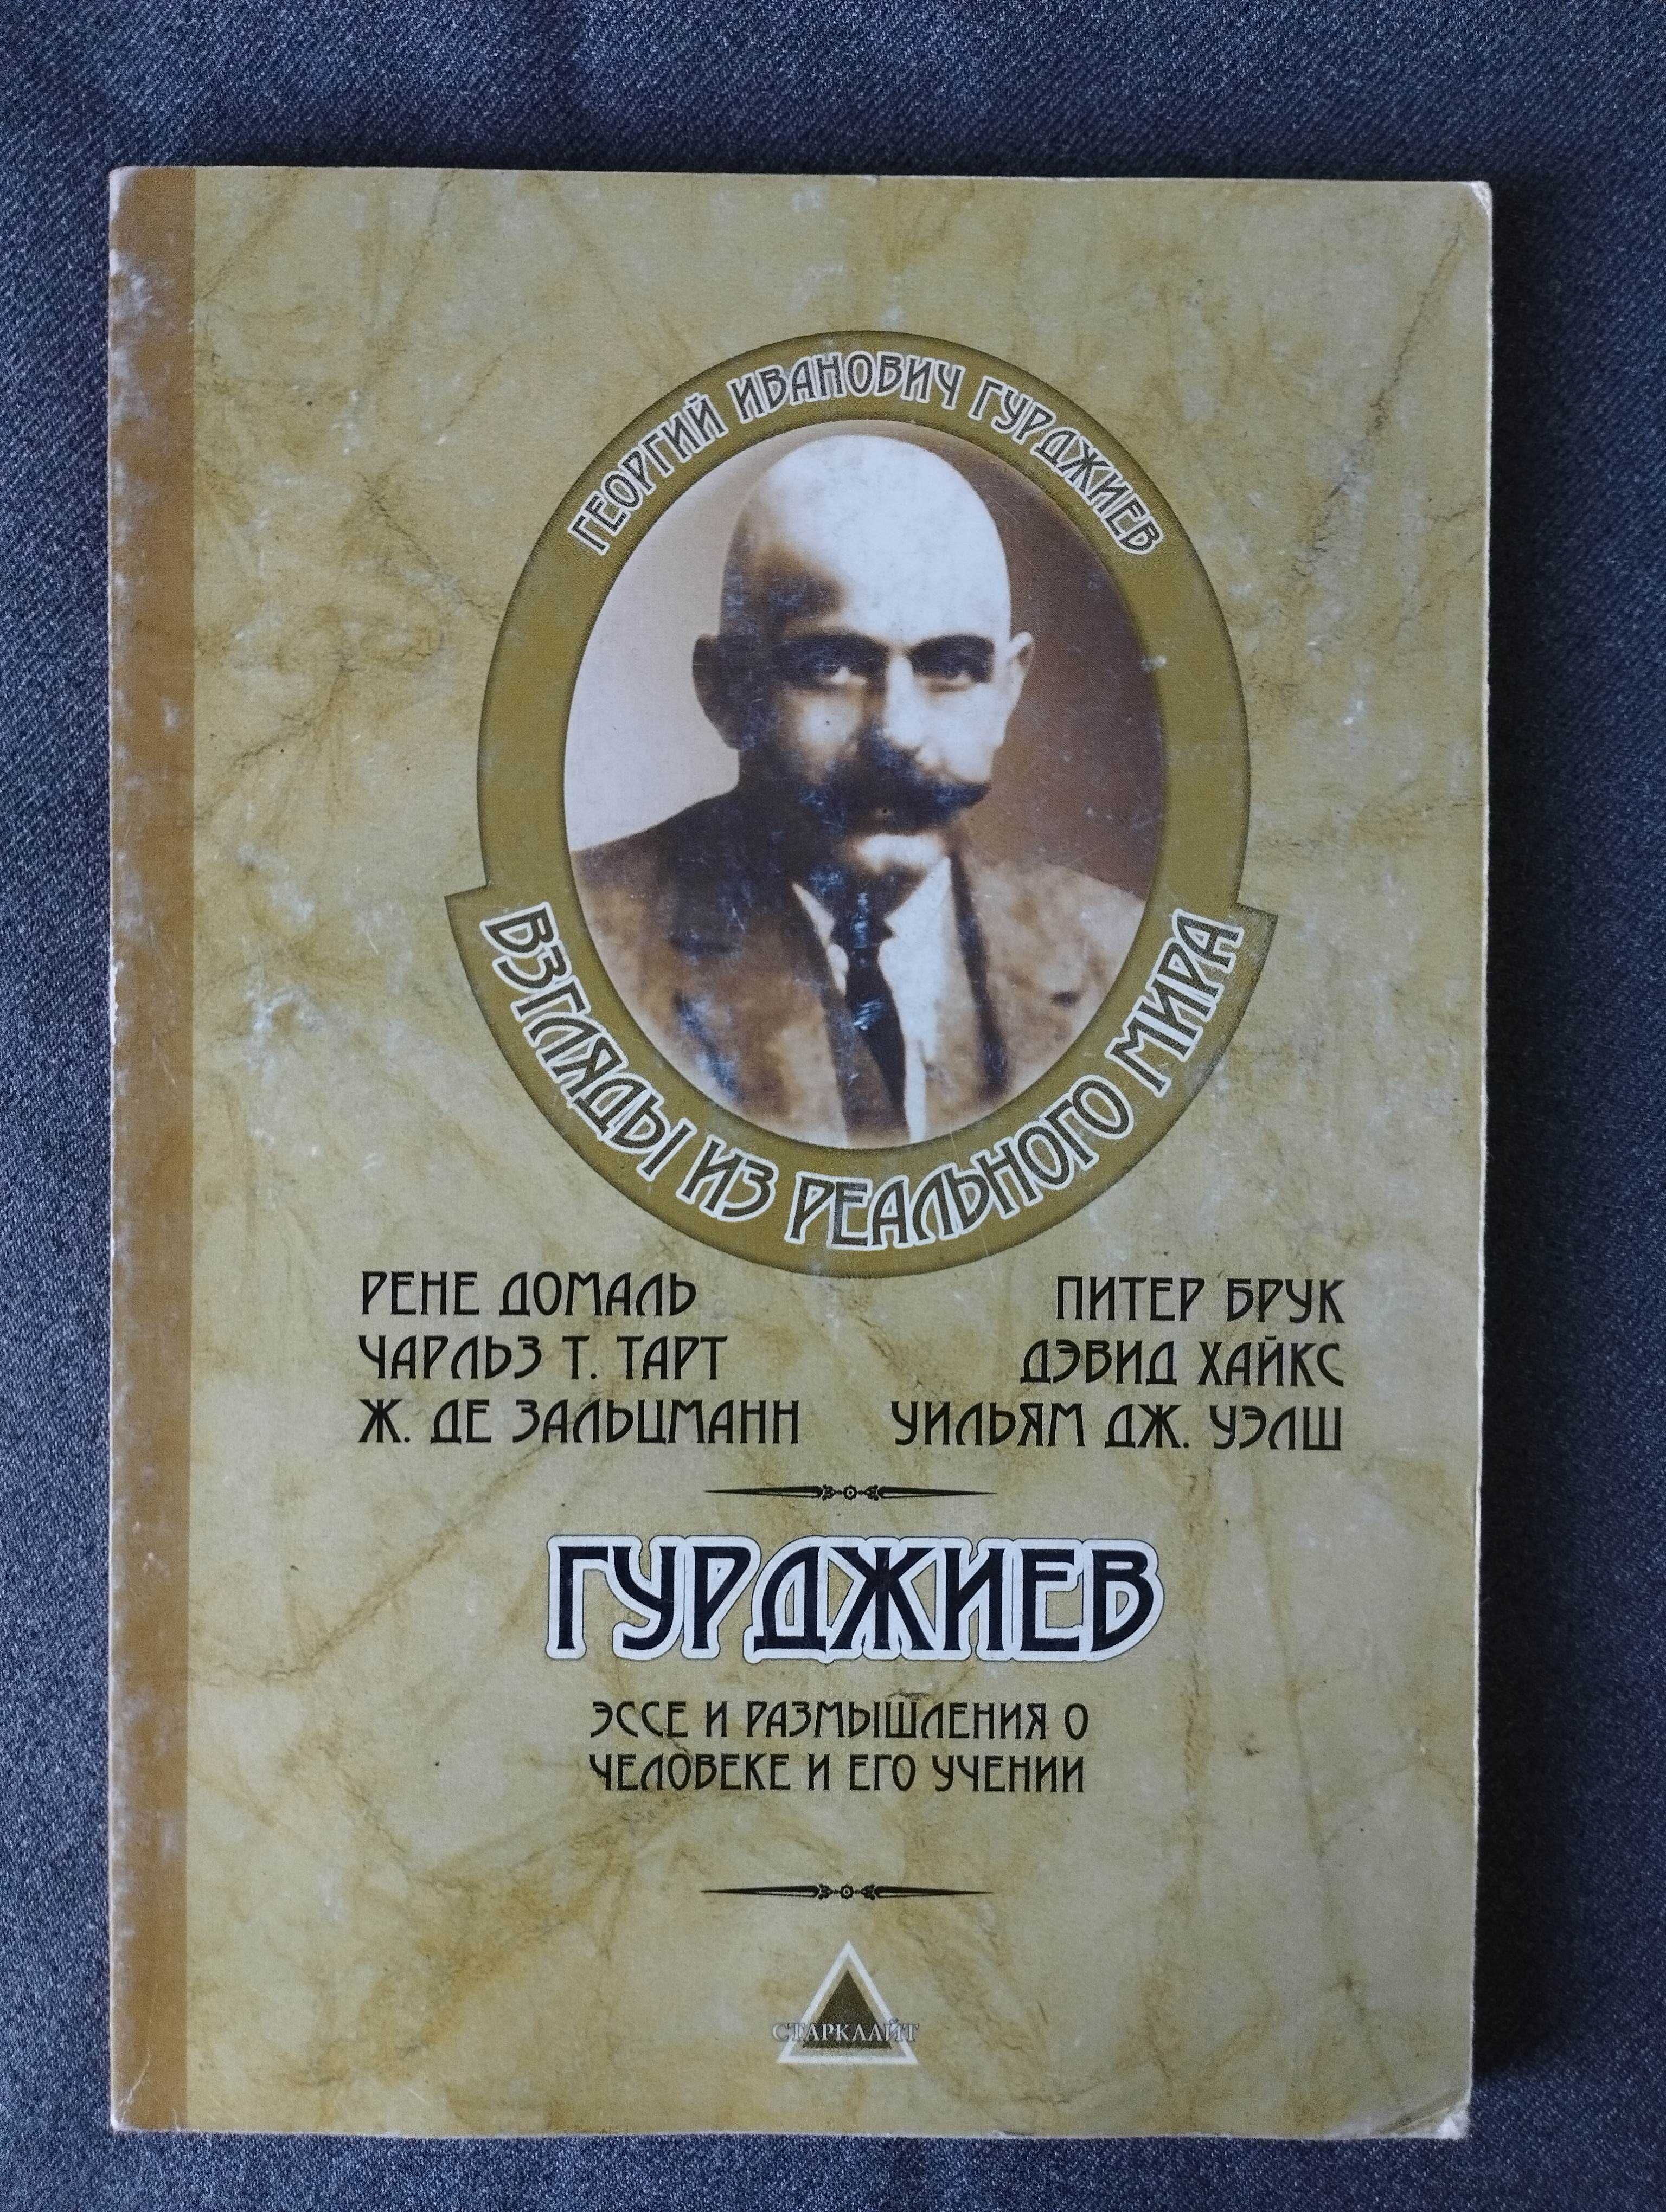 ГЕОРГИЙ ИВАНОВИЧ ГУРДЖИЕВ
ВЗГЛЯДЫ ИЗ РЕАЛЬНОГО МИРА
РЕНЕ ДОМАЛЬ
ЧАРЛЬЗ Т. ТАРТ
Ж. ДЕ ЗАЛЬЦМАНН
ПИТЕР БРУК
ДЭВИД ХАЙКС
УИЛЬЯМ ДЖ. УЭЛШ
ГУРДЖИЕВ
ЭССЕ И РАЗМЫШЛЕНИЯ О
ЧЕЛОВЕКЕ И ЕГО УЧЕНИИ
СТАРКЛАЙТ